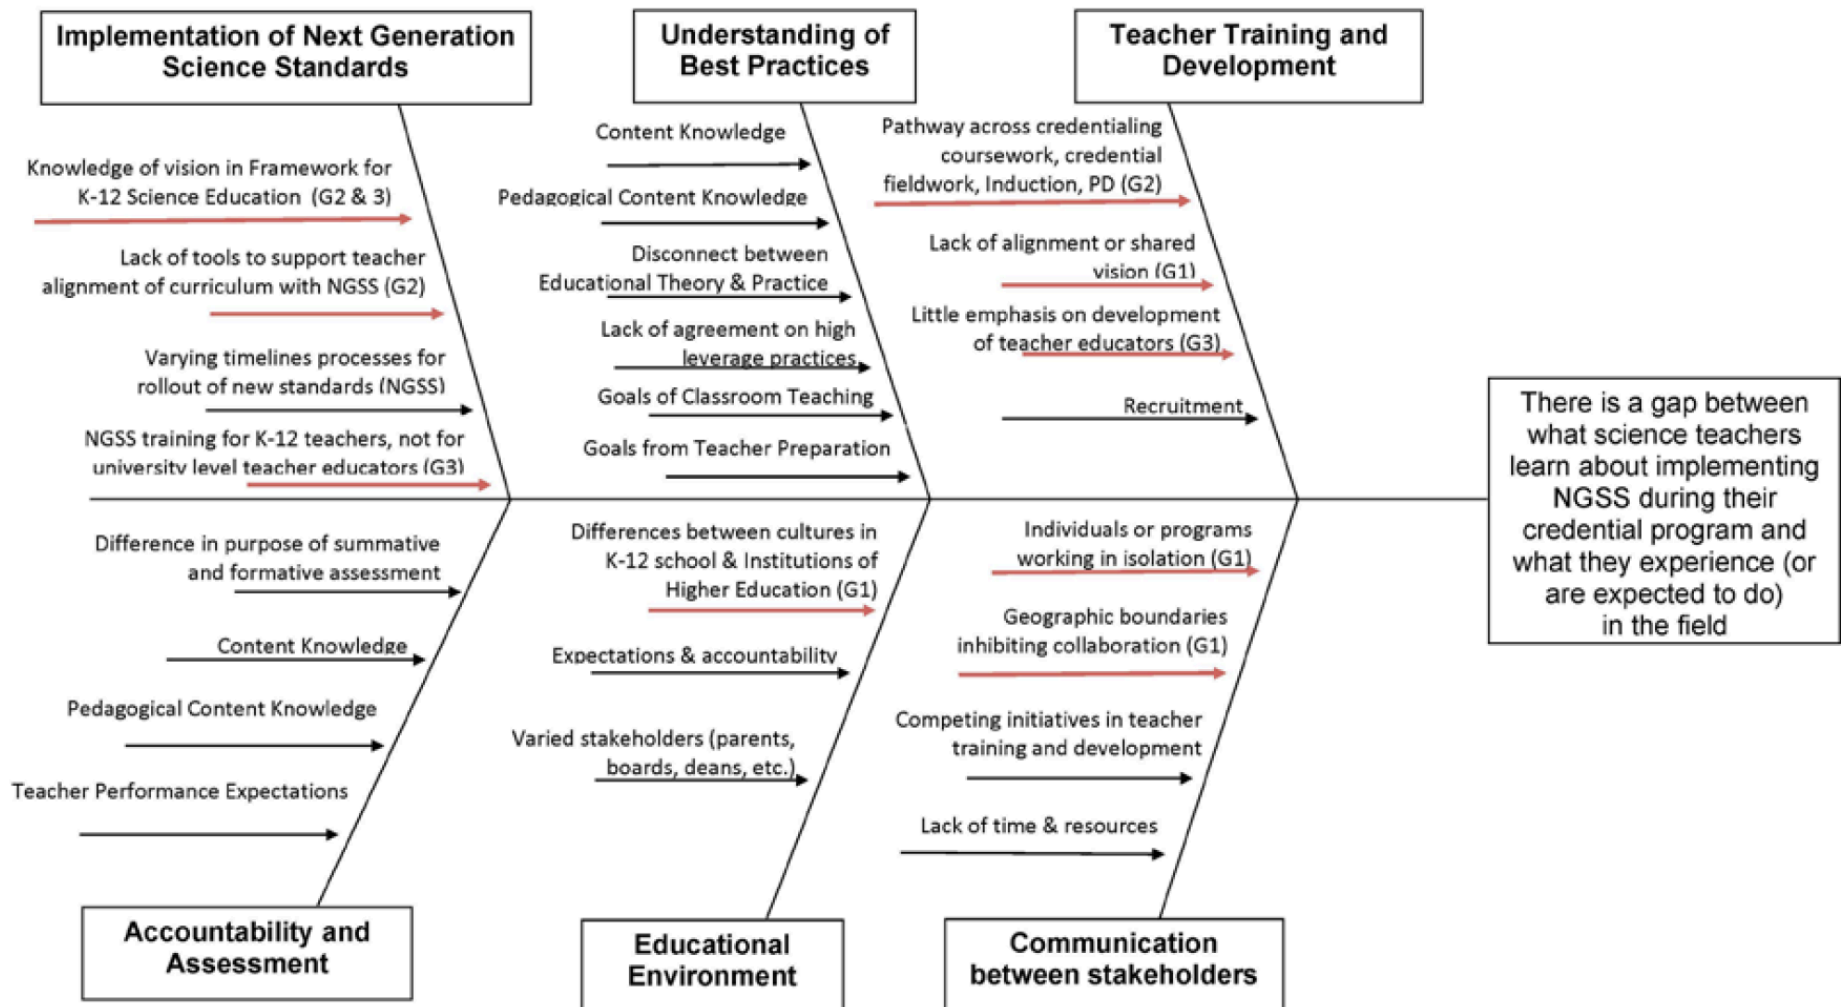 Implementation of Next Generation
Science Standards
Understanding of
Best Practices
Teacher Training and
Development
Knowledge of vision in Framework for
K-12 Science Education (G2 & 3)
Lack of tools to support teacher
alignment of curriculum with NGSS (G2)
Varying timelines processes for
rollout of new standards (NGSS)
NGSS training for K-12 teachers, not for
university level teacher educators (G3)
Content Knowledge
Pedagogical Content Knowledge
Disconnect between
Educational Theory & Practice
Lack of agreement on high
leverage practices
Goals of Classroom Teaching
Goals from Teacher Preparation
Pathway across credentialing
coursework, credential
fieldwork, Induction, PD (G2)
Lack of alignment or shared
vision (G1)
Little emphasis on development
of teacher educators (G3)
Recruitment
There is a gap between
what science teachers
learn about implementing
NGSS during their
credential program and
what they experience (or
are expected to do)
in the field
Difference in purpose of summative
and formative assessment
Content Knowledge
Pedagogical Content Knowledge
Teacher Performance Expectations
Differences between cultures in
K-12 school & Institutions of
Higher Education (G1)
Expectations & accountability
Varied stakeholders (parents,
boards, deans, etc.)
Individuals or programs
working in isolation (G1)
Geographic boundaries
inhibiting collaboration (G1)
Competing initiatives in teacher
training and development
Lack of time & resources
Accountability and
Assessment
Educational
Environment
Communication
between stakeholders